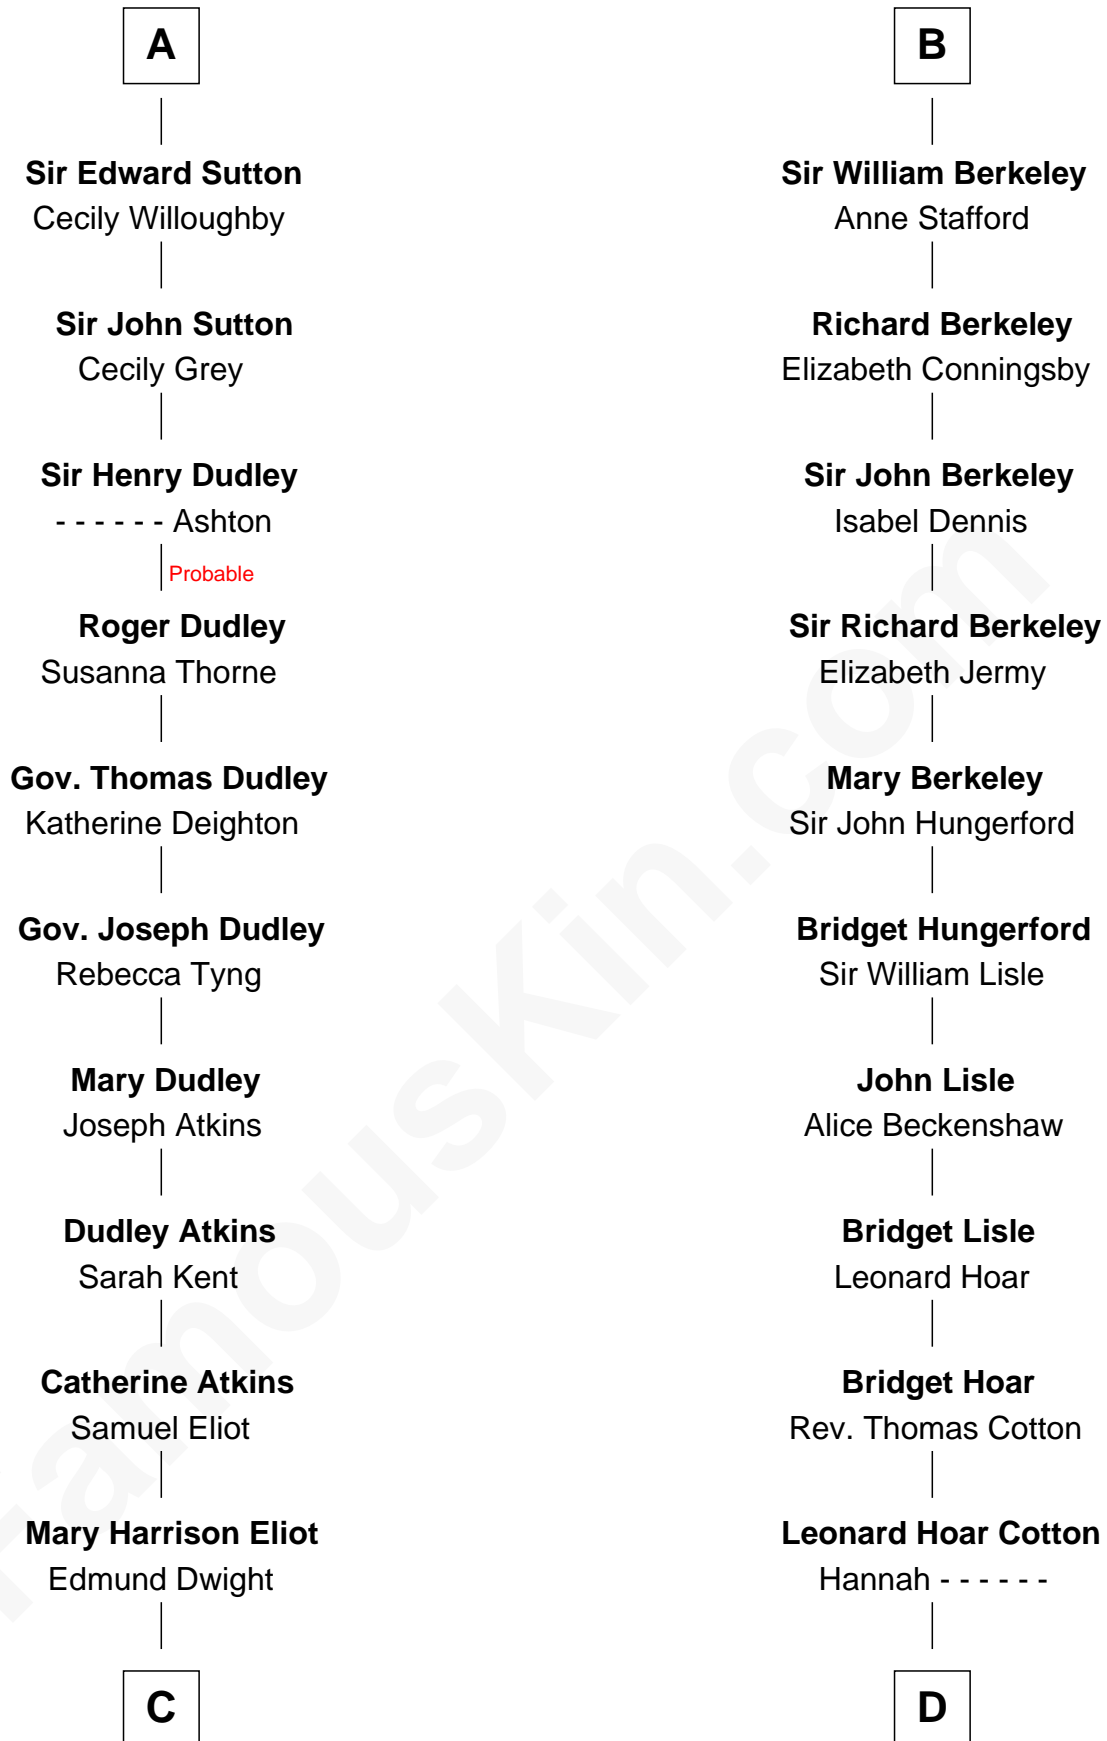 A
Sir Edward Sutton
Cecily Willoughby
Sir John Sutton
Cecily Grey
Sir Henry Dudley
- - - - - - Ashton
Probable
Roger Dudley
Susanna Thorne
Gov. Thomas Dudley
Katherine Deighton
Gov. Joseph Dudley
Rebecca Tyng
Mary Dudley
Joseph Atkins
Dudley Atkins
Sarah Kent
Catherine Atkins
Samuel Eliot
Mary Harrison Eliot
Edmund Dwight
C
B
Sir William Berkeley
Anne Stafford
Richard Berkeley
Elizabeth Conningsby
Sir John Berkeley
Isabel Dennis
Sir Richard Berkeley
Elizabeth Jermy
Mary Berkeley
Sir John Hungerford
Bridget Hungerford
Sir William Lisle
John Lisle
Alice Beckenshaw
Bridget Lisle
Leonard Hoar
Bridget Hoar
Rev. Thomas Cotton
Leonard Hoar Cotton
Hannah - - - - - -
D
FamousKin.com